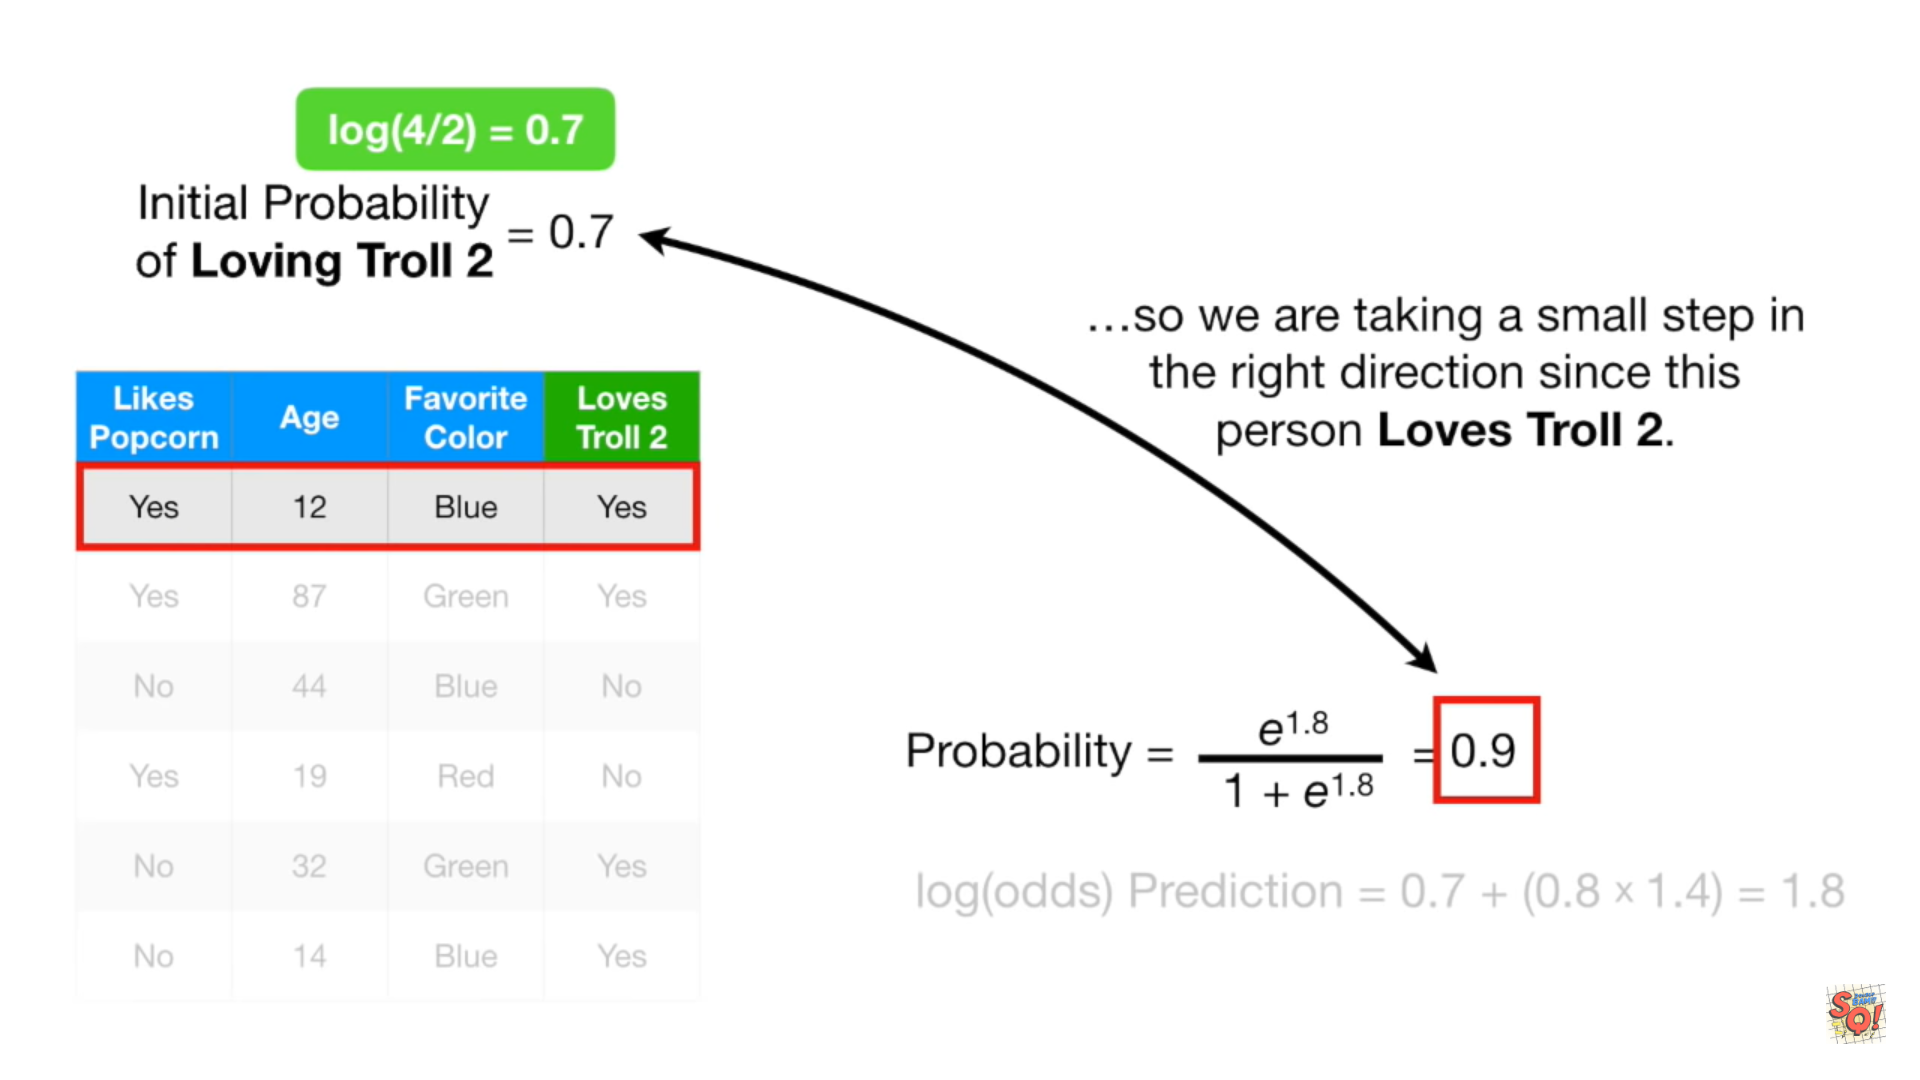 log(4/2) = 0.7
Initial Probability
of Loving Troll 2
= 0.7
…so we are taking a small step in
the right direction since this
person Loves Troll 2.
Likes Popcorn Age Favorite Color Loves Troll 2
Yes 12 Blue Yes
Yes 87 Green Yes
No 44 Blue No
Yes 19 Red No
No 32 Green Yes
No 14 Blue Yes
Probability = e^1.8 / 1 + e^1.8 = 0.9
log(odds) Prediction = 0.7 + (0.8 × 1.4) = 1.8
SQ!